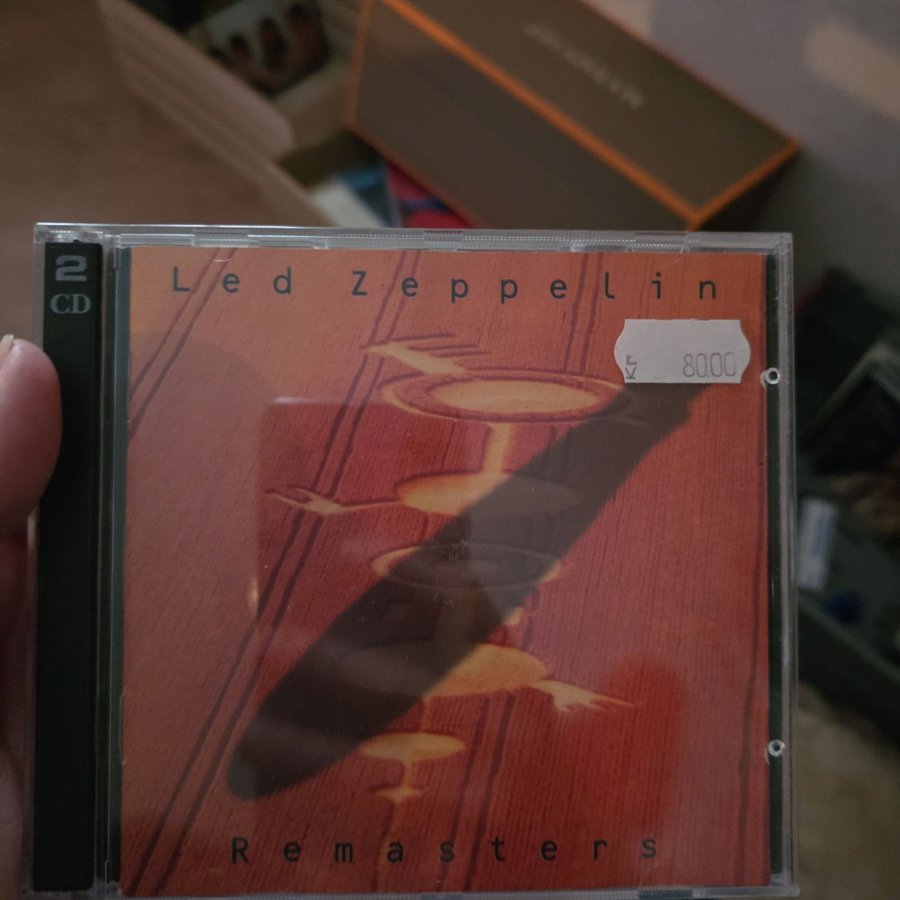 2
CD
Led Zeppelin
Kr 80.00
Remasters